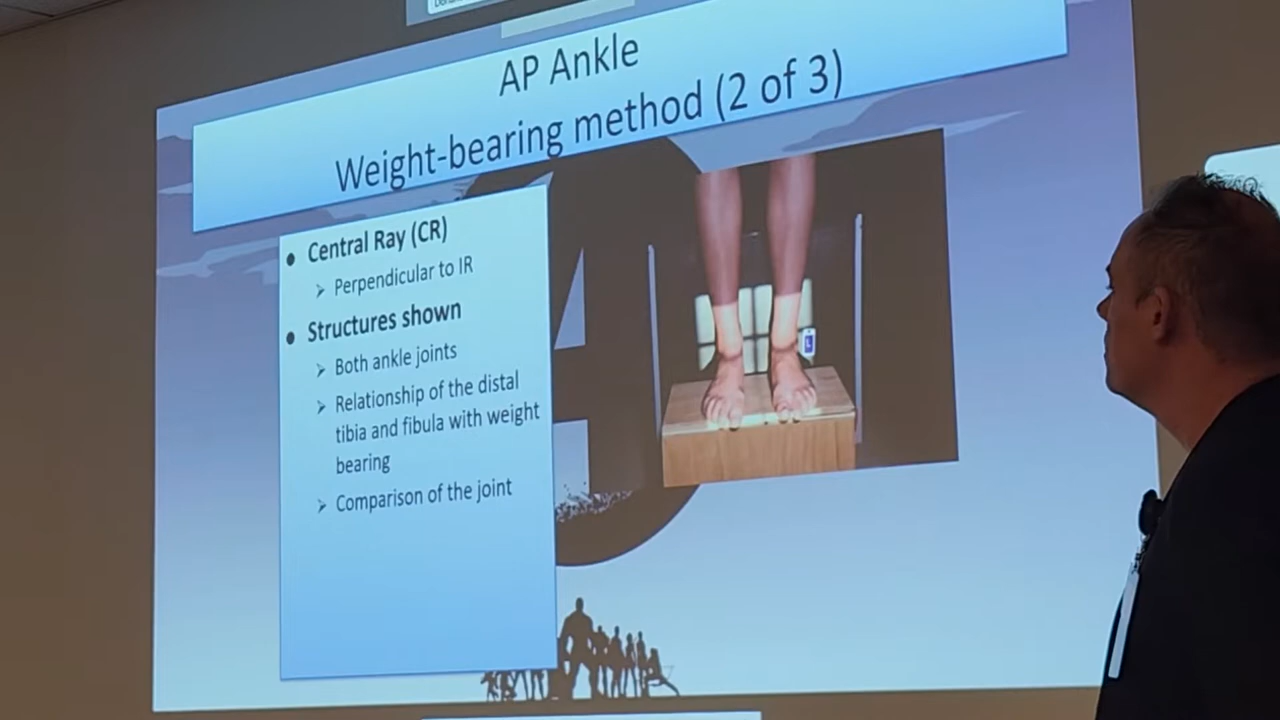 AP Ankle
Weight-bearing method (2 of 3)
Central Ray (CR)
Perpendicular to IR
Structures shown
Both ankle joints
Relationship of the distal
tibia and fibula with weight
bearing
Comparison of the joint
L